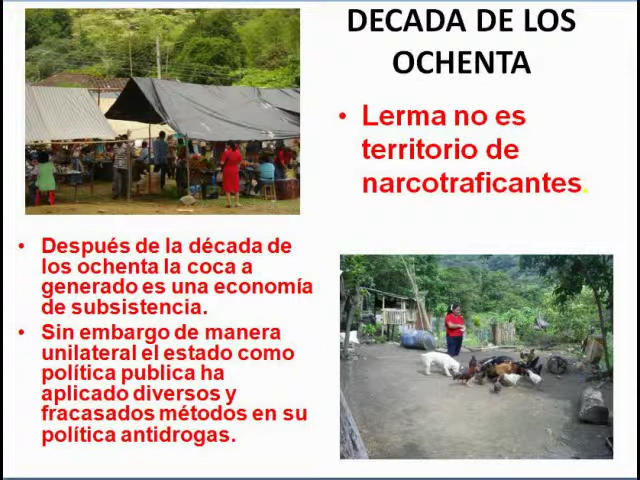 DECADA DE LOS
OCHENTA
• Lerma no es
territorio de
narcotraficantes.
• Después de la década de
los ochenta la coca a
generado es una economía
de subsistencia.
• Sin embargo de manera
unilateral el estado como
política publica ha
aplicado diversos y
fracasados métodos en su
política antidrogas.